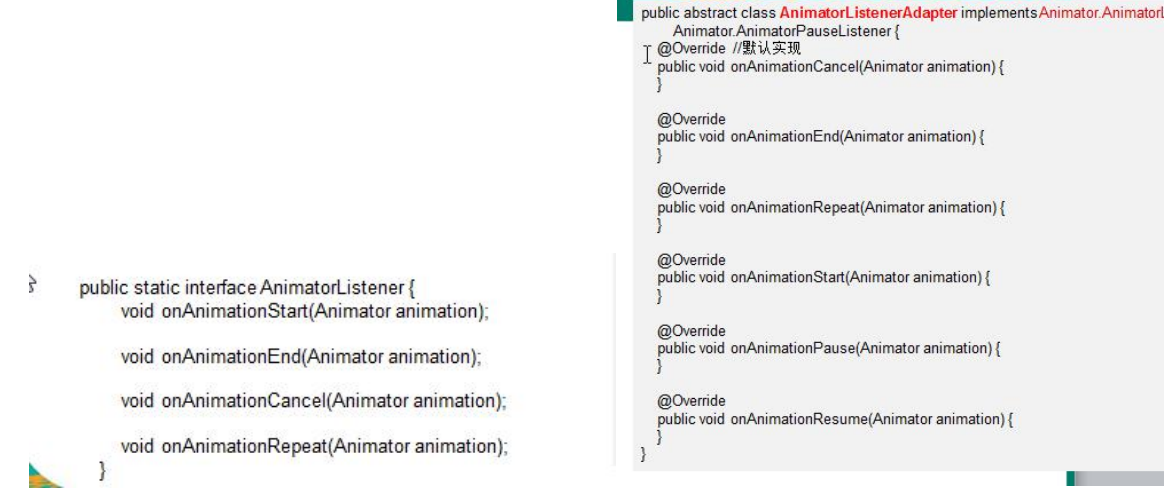 public static interface AnimatorListener {
void onAnimationStart(Animator animation);
void onAnimationEnd(Animator animation);
void onAnimationCancel(Animator animation);
void onAnimationRepeat(Animator animation);
}
public abstract class AnimatorListenerAdapter implements Animator.AnimatorL
Animator.AnimatorPauseListener {
@Override //默认实现
public void onAnimationCancel(Animator animation) {
}
@Override
public void onAnimationEnd(Animator animation) {
}
@Override
public void onAnimationRepeat(Animator animation) {
}
@Override
public void onAnimationStart(Animator animation) {
}
@Override
public void onAnimationPause(Animator animation) {
}
@Override
public void onAnimationResume(Animator animation) {
}
}